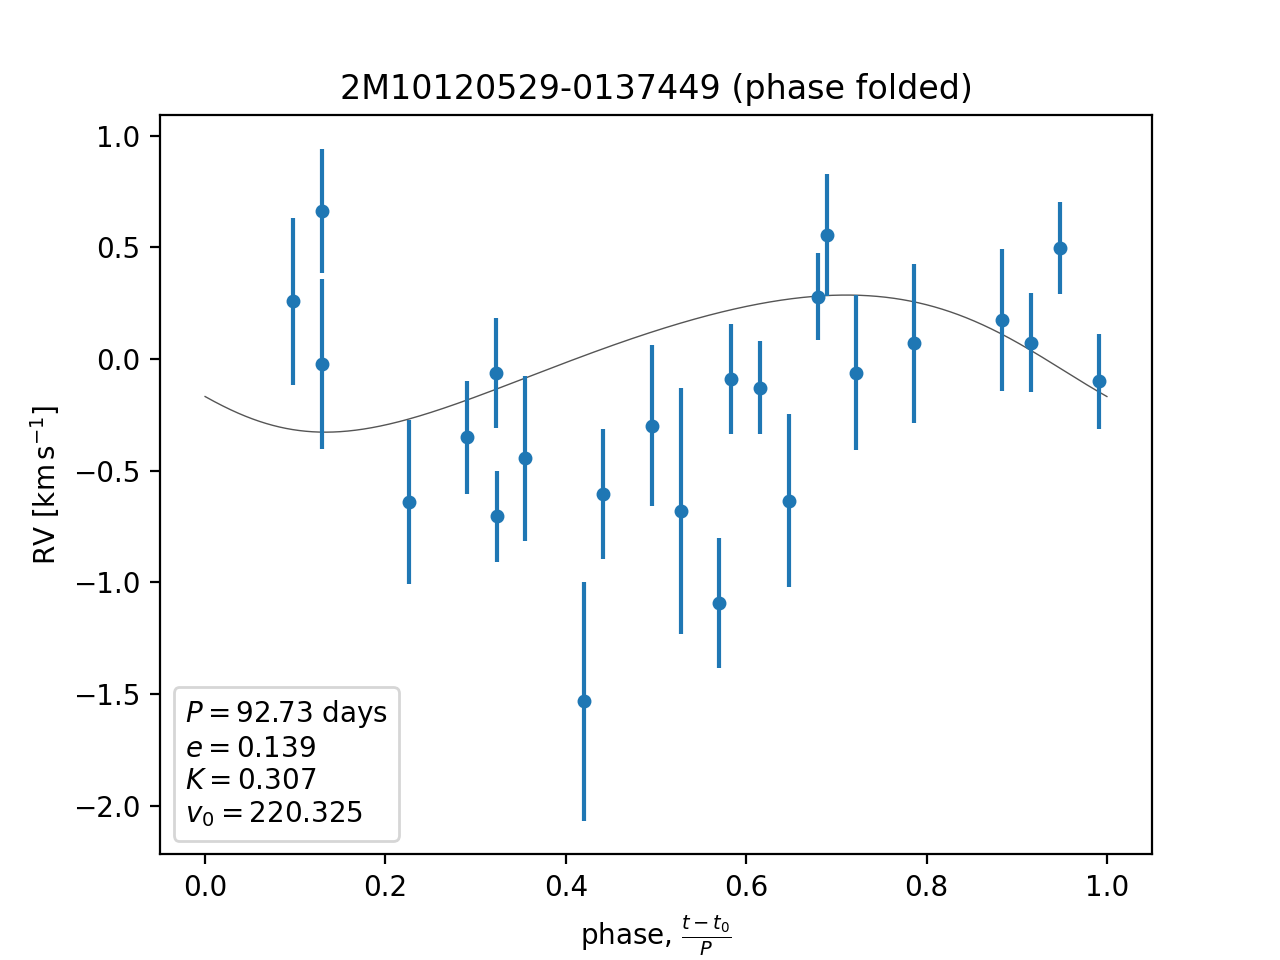 2M10120529-0137449 (phase folded)
1.0
0.5
0.0
−0.5
−1.0
−1.5
−2.0
RV [km s⁻¹]
P = 92.73 days
e = 0.139
K = 0.307
v₀ = 220.325
0.0 0.2 0.4 0.6 0.8 1.0
phase, (t − t₀)/P